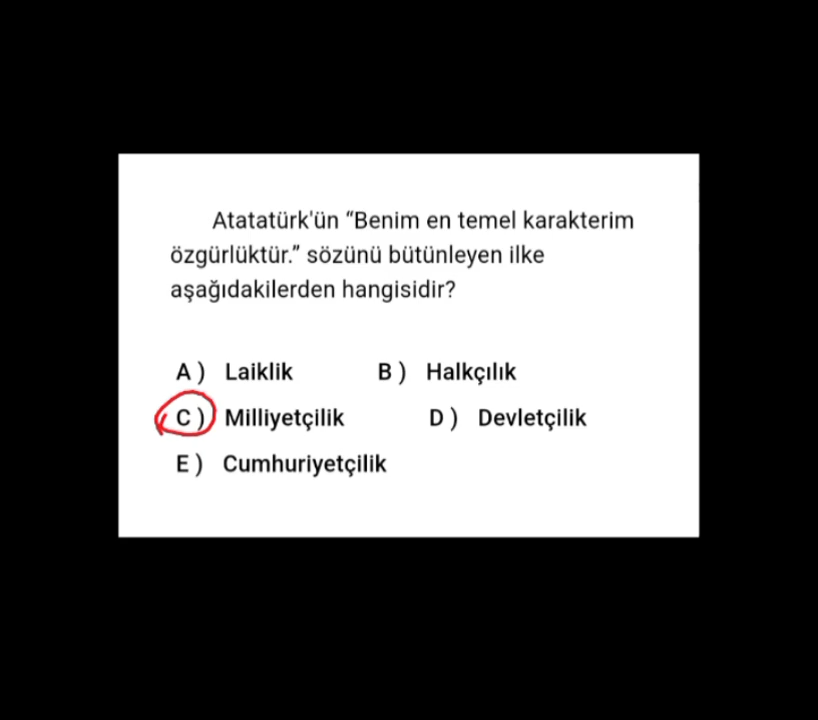 Atatatürk'ün “Benim en temel karakterim
özgürlüktür.” sözünü bütünleyen ilke
aşağıdakilerden hangisidir?
A) Laiklik B) Halkçılık
C) Milliyetçilik D) Devletçilik
E) Cumhuriyetçilik